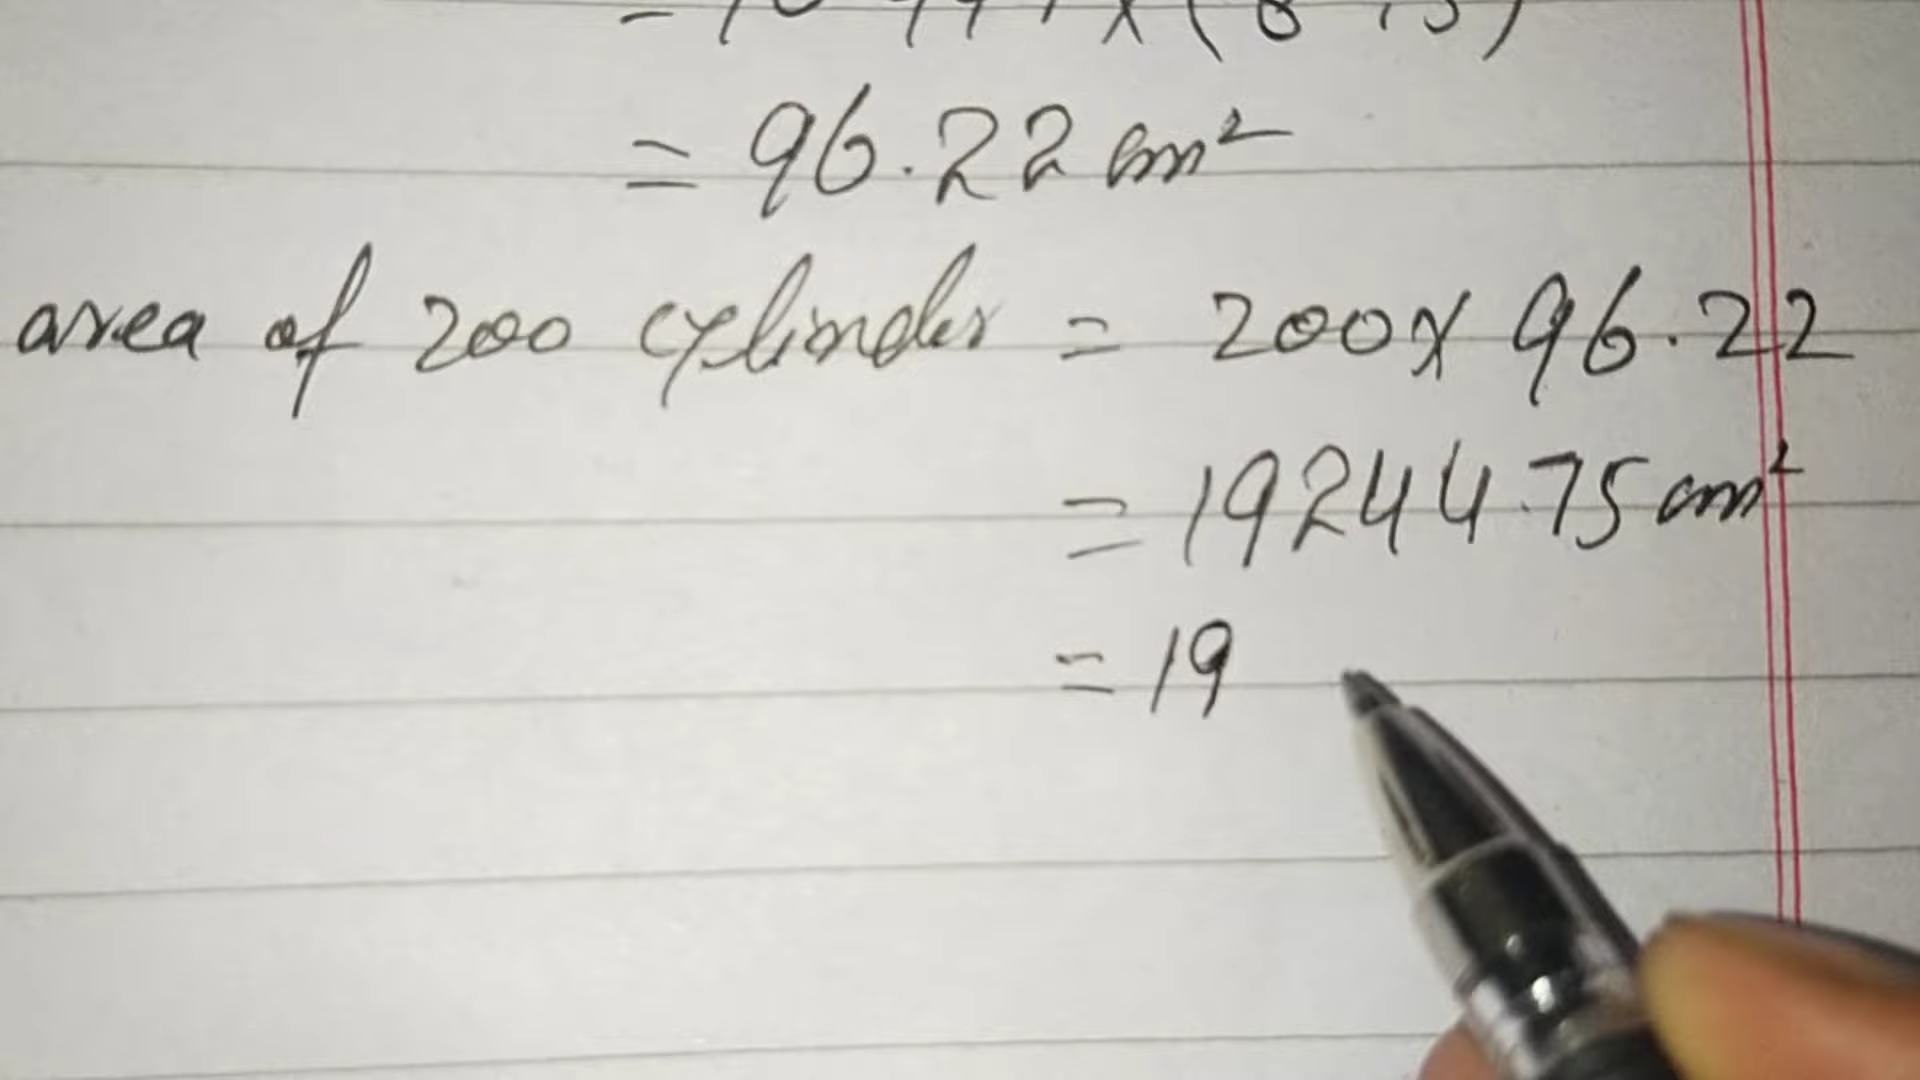 = 96.22 cm²
area of 200 cylinder = 200 x 96.22
= 19244.75 cm²
= 19